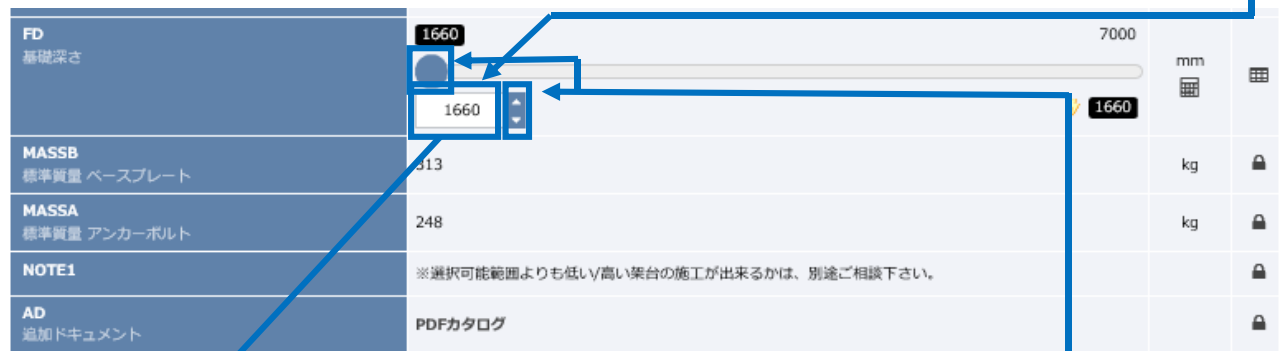 FD
基礎深さ
1660
7000
mm
1660
1660
MASSB
標準質量 ベースプレート
313
kg
MASSA
標準質量 アンカーボルト
248
kg
NOTE1
※選択可能範囲よりも低い/高い架台の施工が出来るかは、別途ご相談下さい。
AD
追加ドキュメント
PDFカタログ